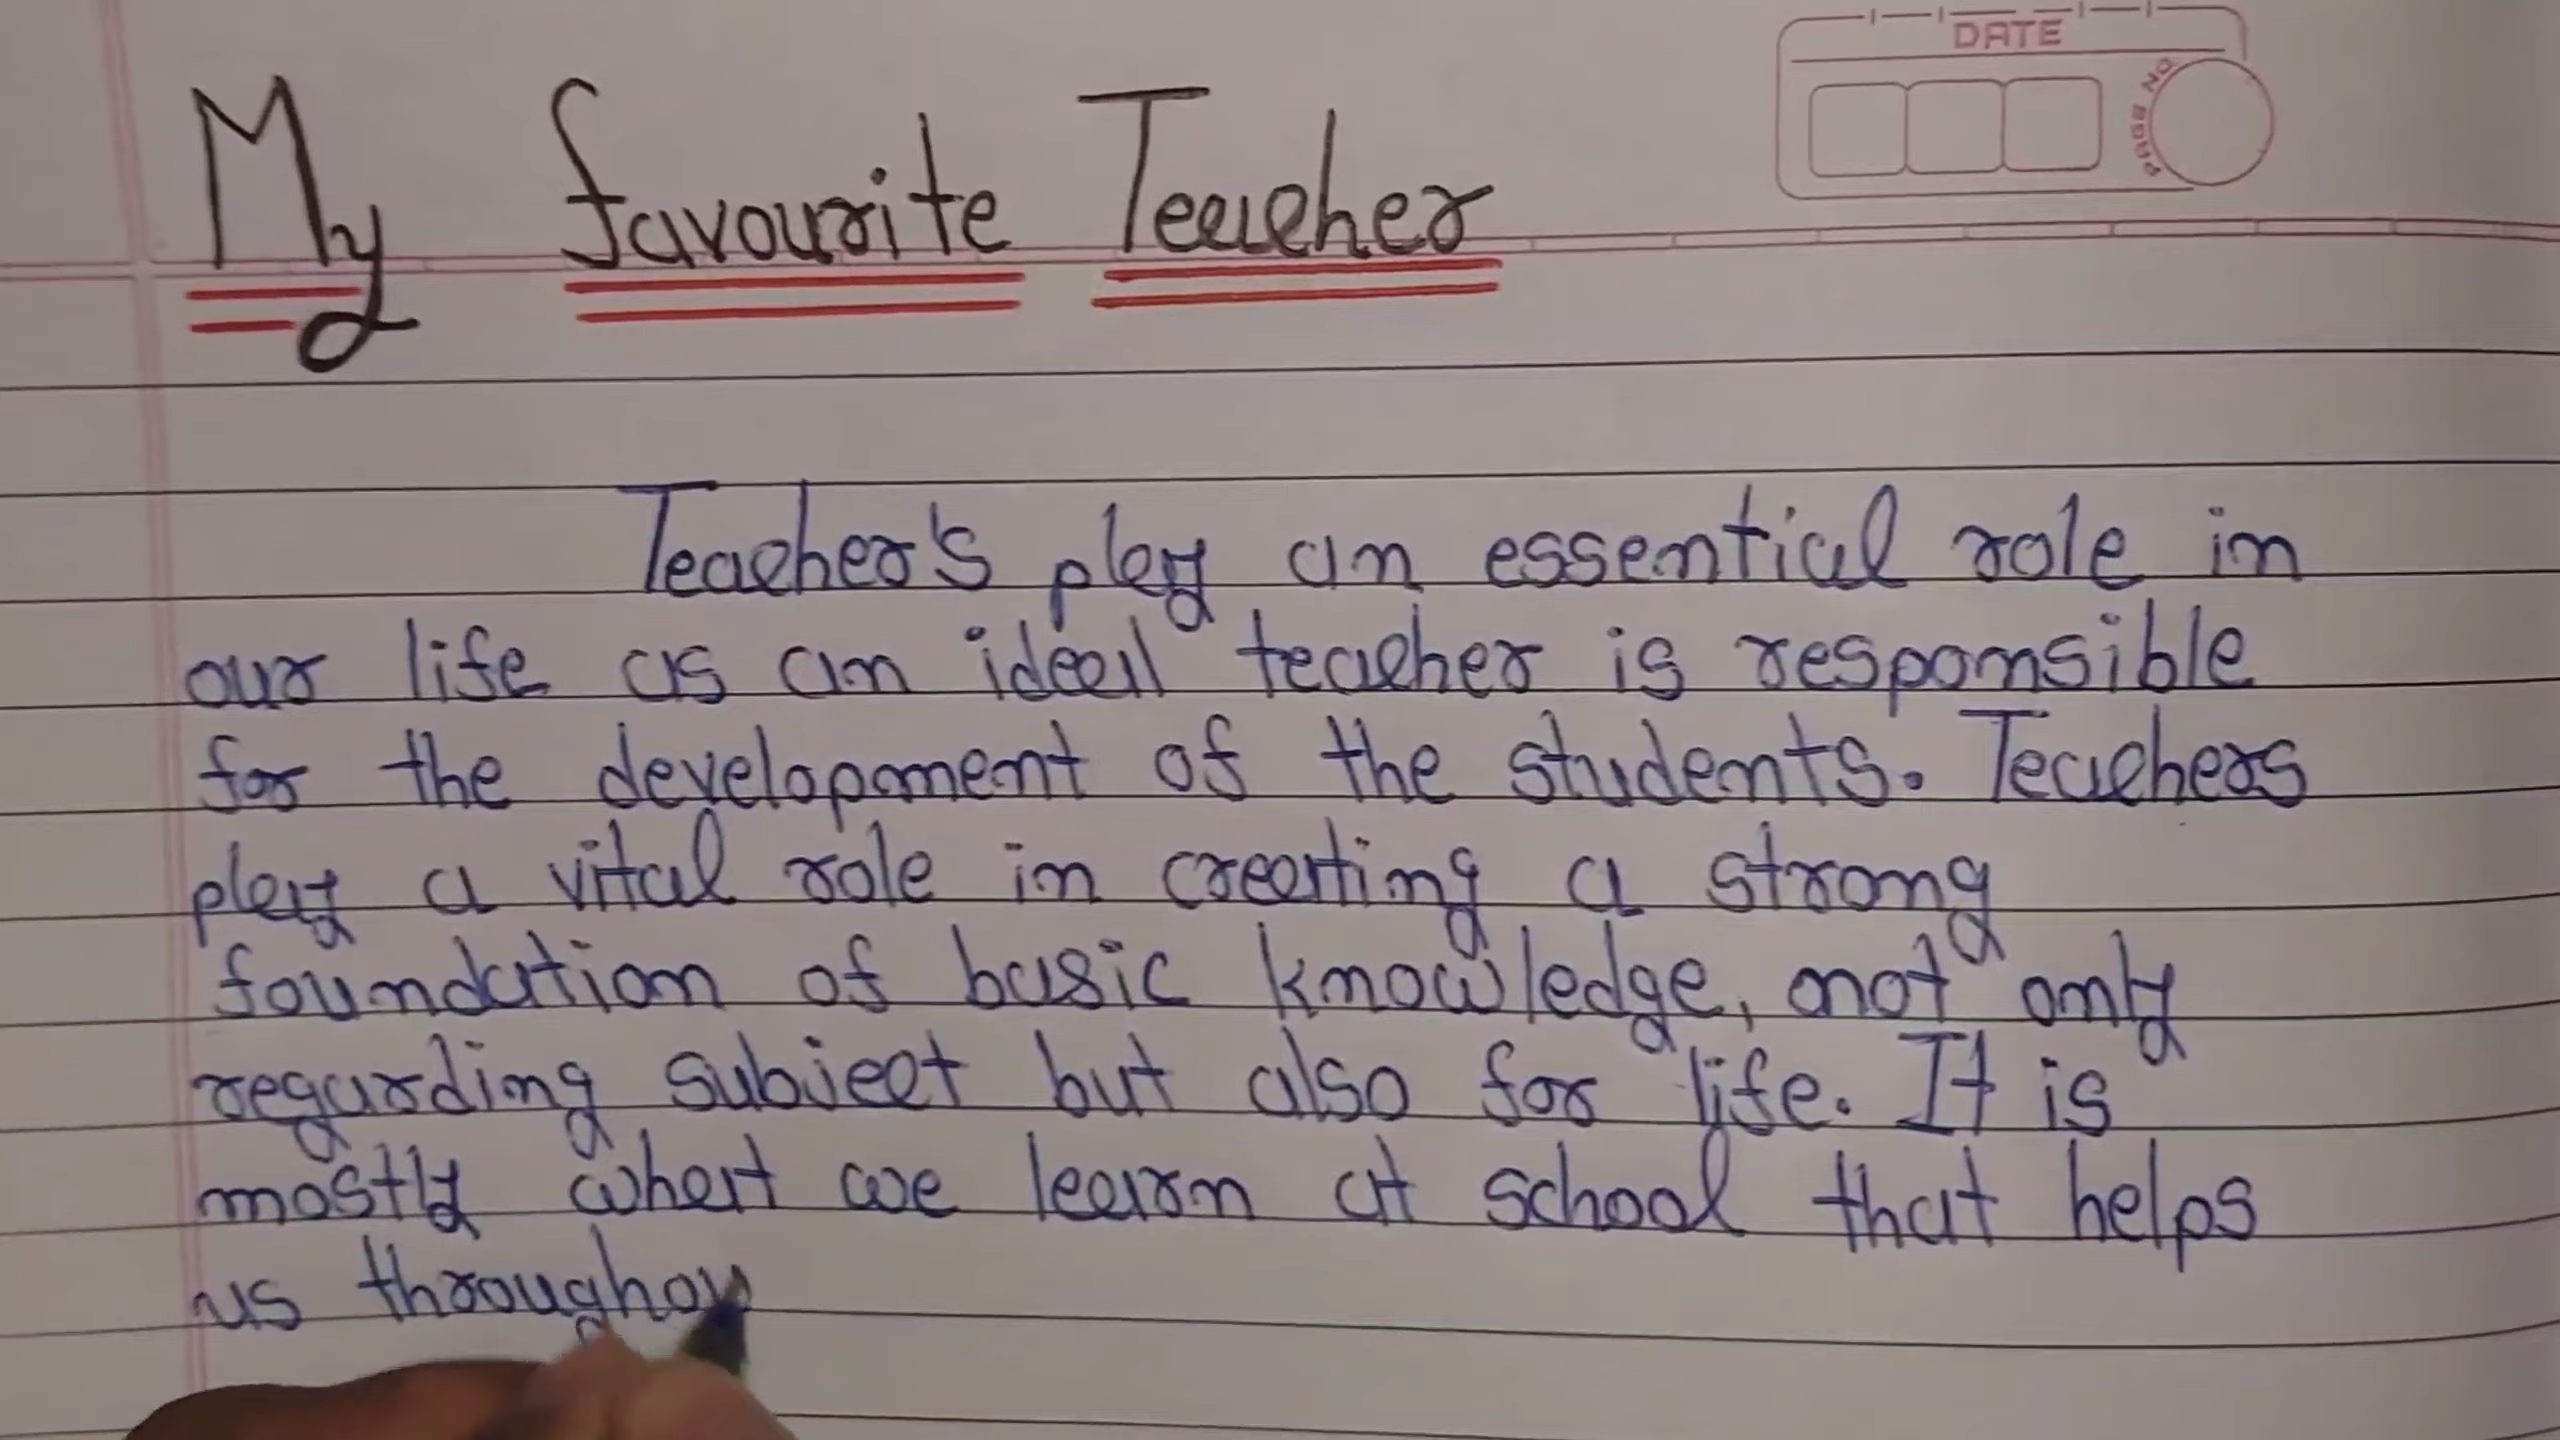 DATE
PAGE NO.
My favourite Teacher
Teacher's play an essential role in
our life as an ideal teacher is responsible
for the development of the students. Teachers
play a vital role in creating a strong
foundation of basic knowledge, not only
regarding subject but also for life. It is
mostly what we learn at school that helps
us throughou